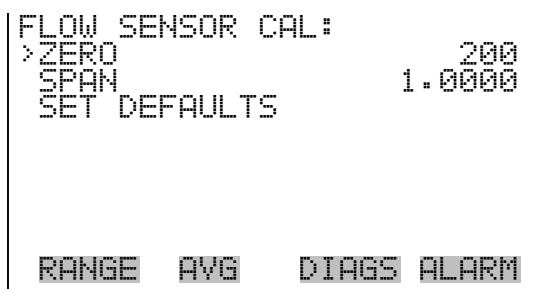 FLOW SENSOR CAL:
>ZERO 200
SPAN 1.0000
SET DEFAULTS
RANGE AVG DIAGS ALARM